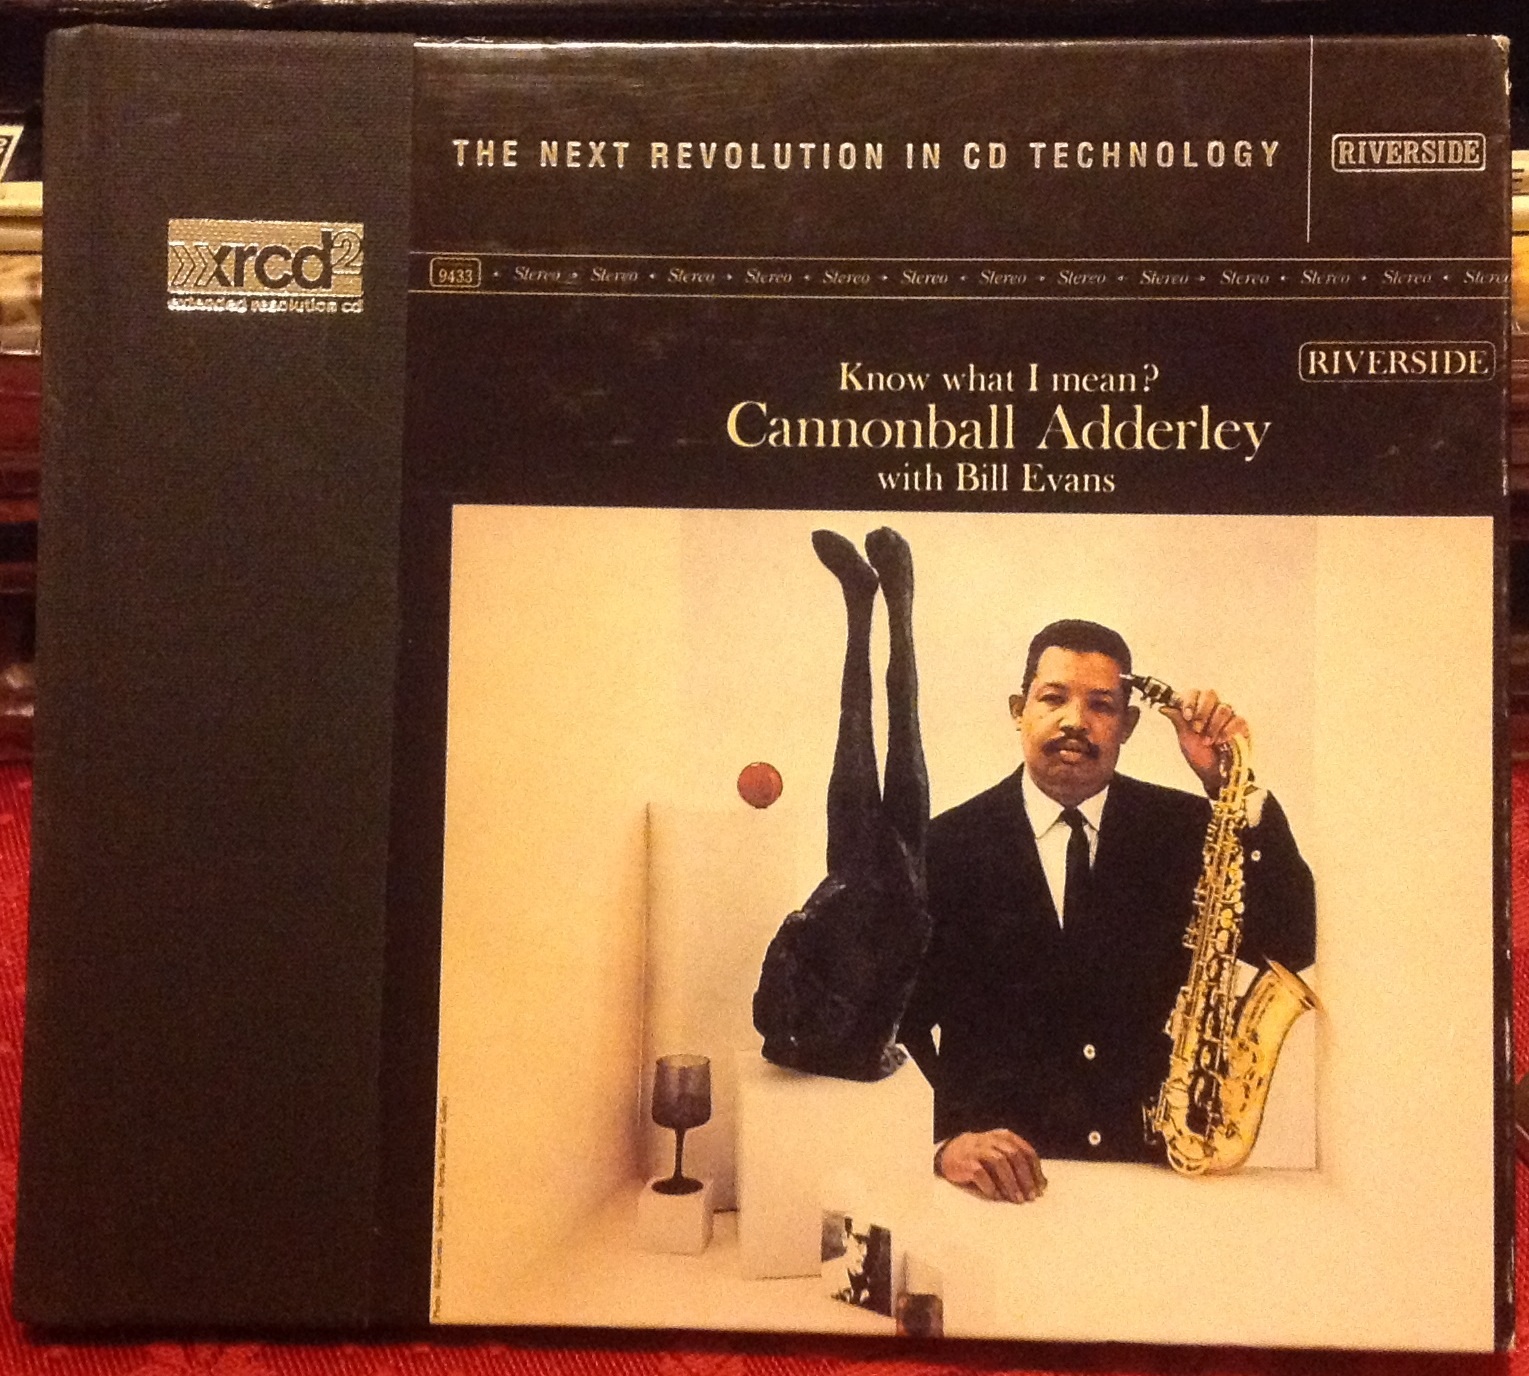 THE NEXT REVOLUTION IN CD TECHNOLOGY
RIVERSIDE
xrcd2
extended resolution cd
9433 • Stereo • Stereo • Stereo • Stereo • Stereo • Stereo • Stereo • Stereo • Stereo • Stereo • Stereo • Stereo • Stereo
RIVERSIDE
Know what I mean?
Cannonball Adderley
with Bill Evans